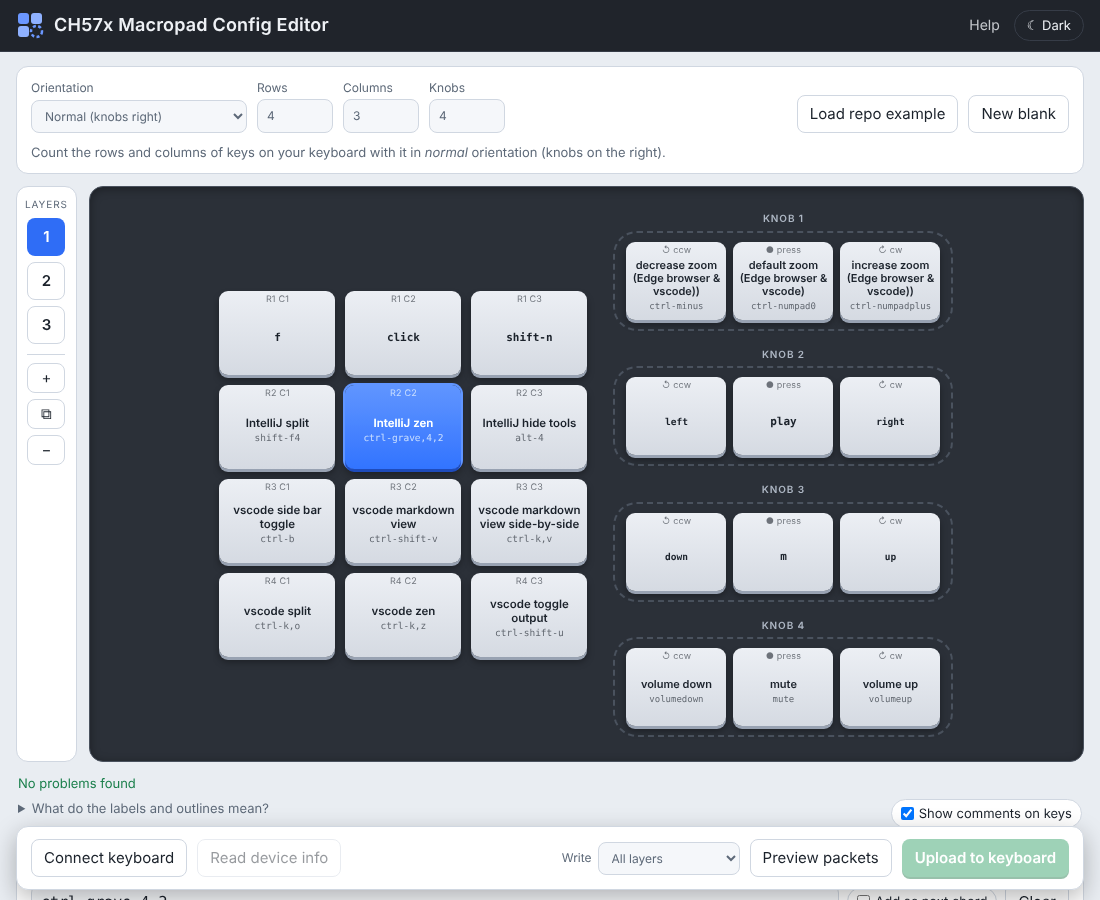 CH57x Macropad Config Editor
Help
☾ Dark
Orientation
Rows
Columns
Knobs
Normal (knobs right)
4
3
4
Load repo example
New blank
Count the rows and columns of keys on your keyboard with it in normal orientation (knobs on the right).
LAYERS
1
2
3
+
−
R1 C1
f
R1 C2
click
R1 C3
shift-n
R2 C1
IntelliJ split
shift-f4
R2 C2
IntelliJ zen
ctrl-grave,4,2
R2 C3
IntelliJ hide tools
alt-4
R3 C1
vscode side bar
toggle
ctrl-b
R3 C2
vscode markdown
view
ctrl-shift-v
R3 C3
vscode markdown
view side-by-side
ctrl-k,v
R4 C1
vscode split
ctrl-k,o
R4 C2
vscode zen
ctrl-k,z
R4 C3
vscode toggle
output
ctrl-shift-u
KNOB 1
↺ ccw
decrease zoom
(Edge browser &
vscode))
ctrl-minus
● press
default zoom
(Edge browser &
vscode)
ctrl-numpad0
↻ cw
increase zoom
(Edge browser &
vscode))
ctrl-numpadplus
KNOB 2
↺ ccw
left
● press
play
↻ cw
right
KNOB 3
↺ ccw
down
● press
m
↻ cw
up
KNOB 4
↺ ccw
volume down
volumedown
● press
mute
mute
↻ cw
volume up
volumeup
No problems found
▶ What do the labels and outlines mean?
Show comments on keys
Connect keyboard
Read device info
Write
All layers
Preview packets
Upload to keyboard